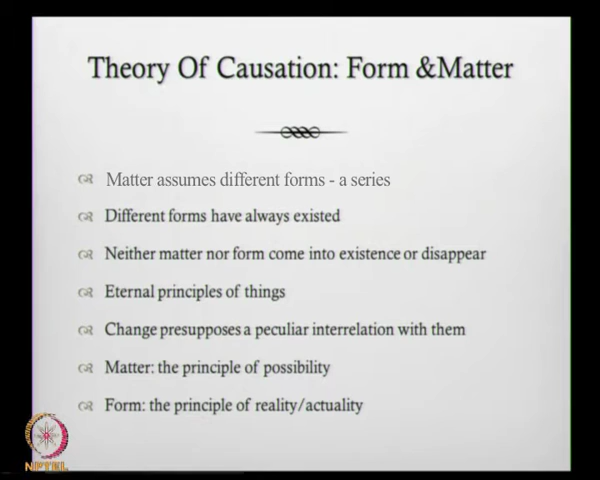 Theory Of Causation: Form &Matter
Matter assumes different forms - a series
Different forms have always existed
Neither matter nor form come into existence or disappear
Eternal principles of things
Change presupposes a peculiar interrelation with them
Matter: the principle of possibility
Form: the principle of reality/actuality
NPTEL